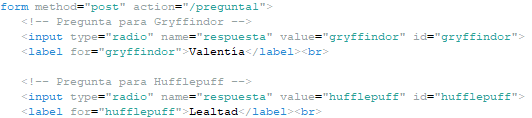 form method="post" action="/pregunta1">
<!-- Pregunta para Gryffindor -->
<input type="radio" name="respuesta" value="gryffindor" id="gryffindor">
<label for="gryffindor">Valentía</label><br>
<!-- Pregunta para Hufflepuff -->
<input type="radio" name="respuesta" value="hufflepuff" id="hufflepuff">
<label for="hufflepuff">Lealtad</label><br>